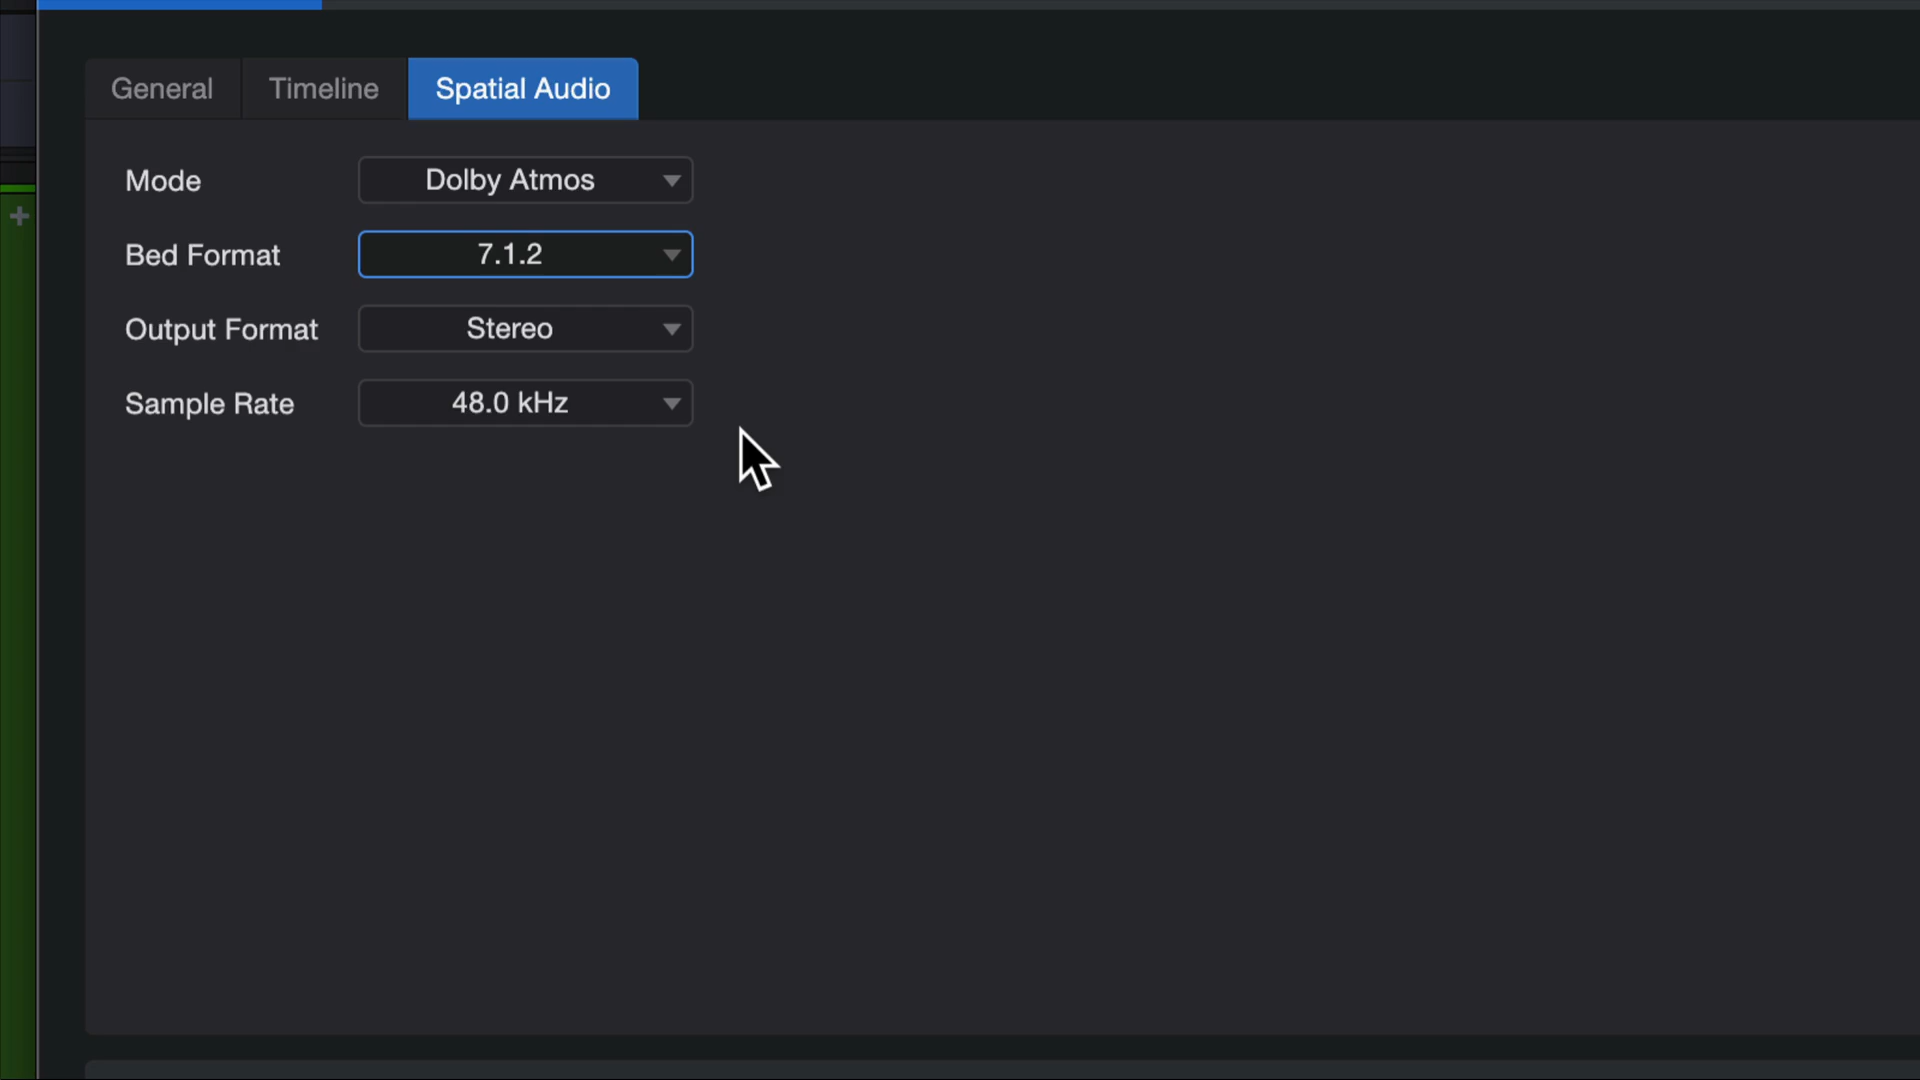 General Timeline Spatial Audio
Mode Dolby Atmos
Bed Format 7.1.2
Output Format Stereo
Sample Rate 48.0 kHz